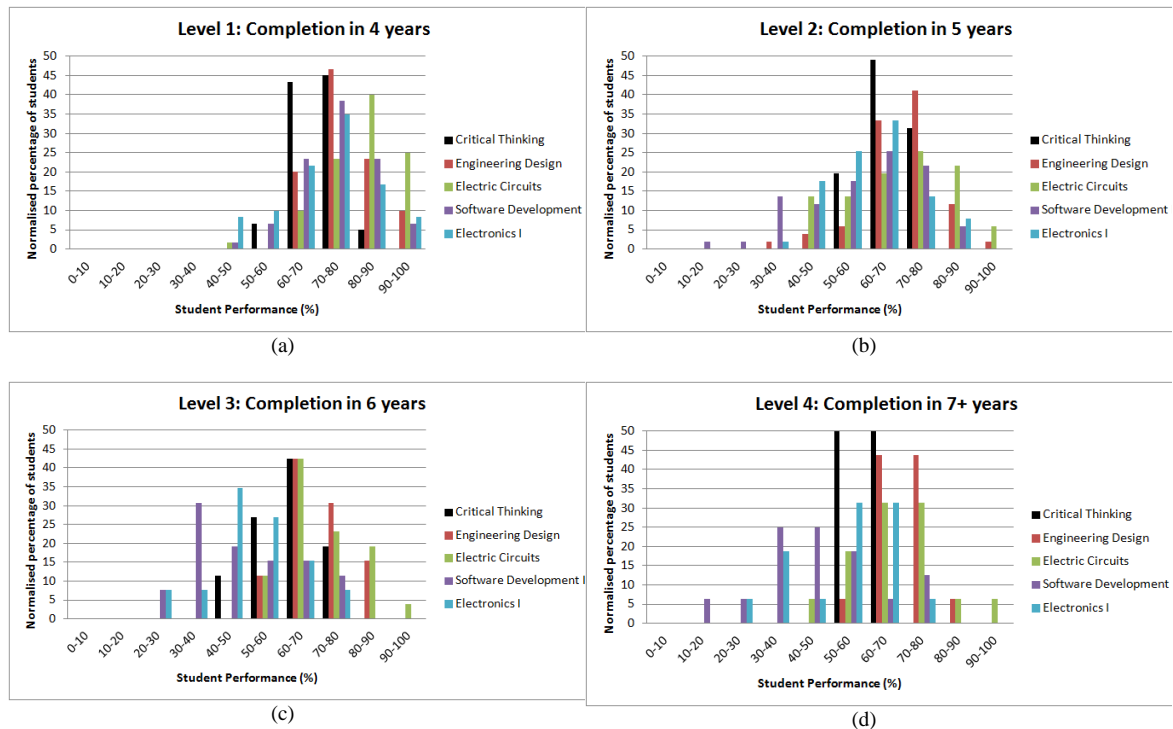 Level 1: Completion in 4 years
Normalised percentage of students
50
45
40
35
30
25
20
15
10
5
0
0-10
10-20
20-30
30-40
40-50
50-60
60-70
70-80
80-90
90-100
Student Performance (%)
Critical Thinking
Engineering Design
Electric Circuits
Software Development
Electronics I
(a)
Level 2: Completion in 5 years
Normalised percentage of students
50
45
40
35
30
25
20
15
10
5
0
0-10
10-20
20-30
30-40
40-50
50-60
60-70
70-80
80-90
90-100
Student Performance (%)
Critical Thinking
Engineering Design
Electric Circuits
Software Development
Electronics I
(b)
Level 3: Completion in 6 years
Normalised percentage of students
50
45
40
35
30
25
20
15
10
5
0
0-10
10-20
20-30
30-40
40-50
50-60
60-70
70-80
80-90
90-100
Student Performance (%)
Critical Thinking
Engineering Design
Electric Circuits
Software Development I
Electronics I
(c)
Level 4: Completion in 7+ years
Normalised percentage of students
50
45
40
35
30
25
20
15
10
5
0
0-10
10-20
20-30
30-40
40-50
50-60
60-70
70-80
80-90
90-100
Student Performance (%)
Critical Thinking
Engineering Design
Electric Circuits
Software Development
Electronics I
(d)